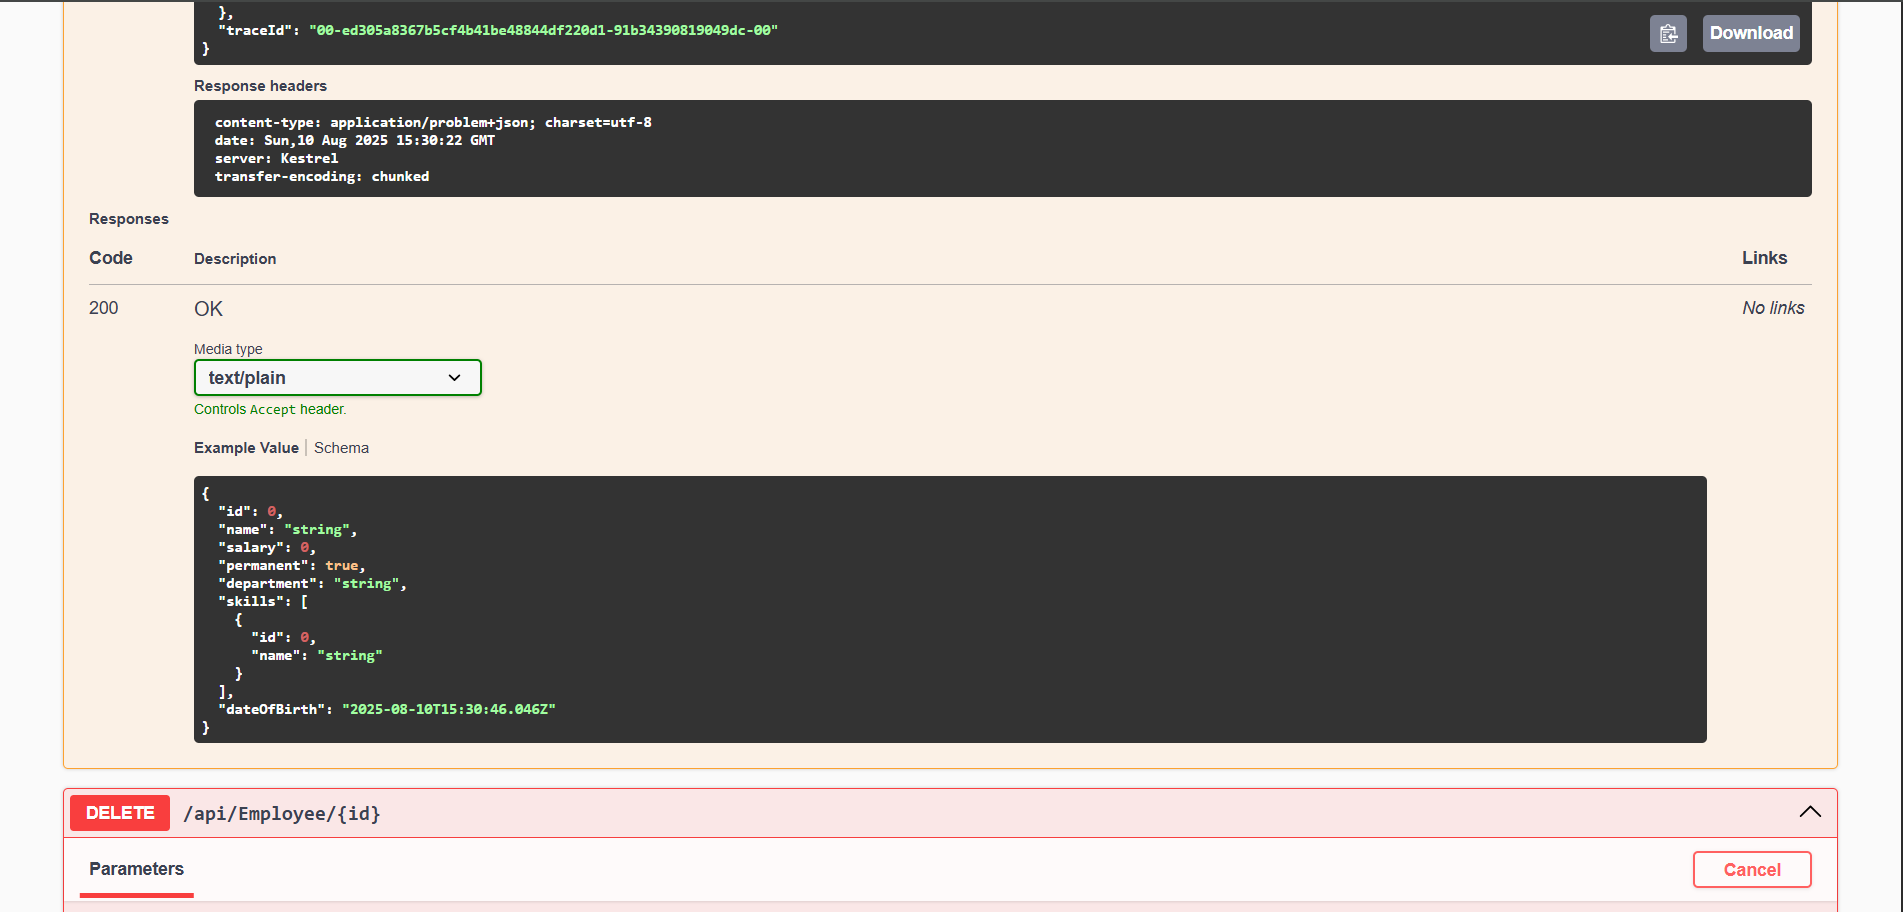 },
"traceId": "00-ed305a8367b5cf4b41be48844df220d1-91b34390819049dc-00"
}
Download
Response headers
content-type: application/problem+json; charset=utf-8
date: Sun,10 Aug 2025 15:30:22 GMT
server: Kestrel
transfer-encoding: chunked
Responses
Code Description Links
200 OK No links
Media type
text/plain
Controls Accept header.
Example Value Schema
{
"id": 0,
"name": "string",
"salary": 0,
"permanent": true,
"department": "string",
"skills": [
{
"id": 0,
"name": "string"
}
],
"dateOfBirth": "2025-08-10T15:30:46.046Z"
}
DELETE /api/Employee/{id}
Parameters Cancel